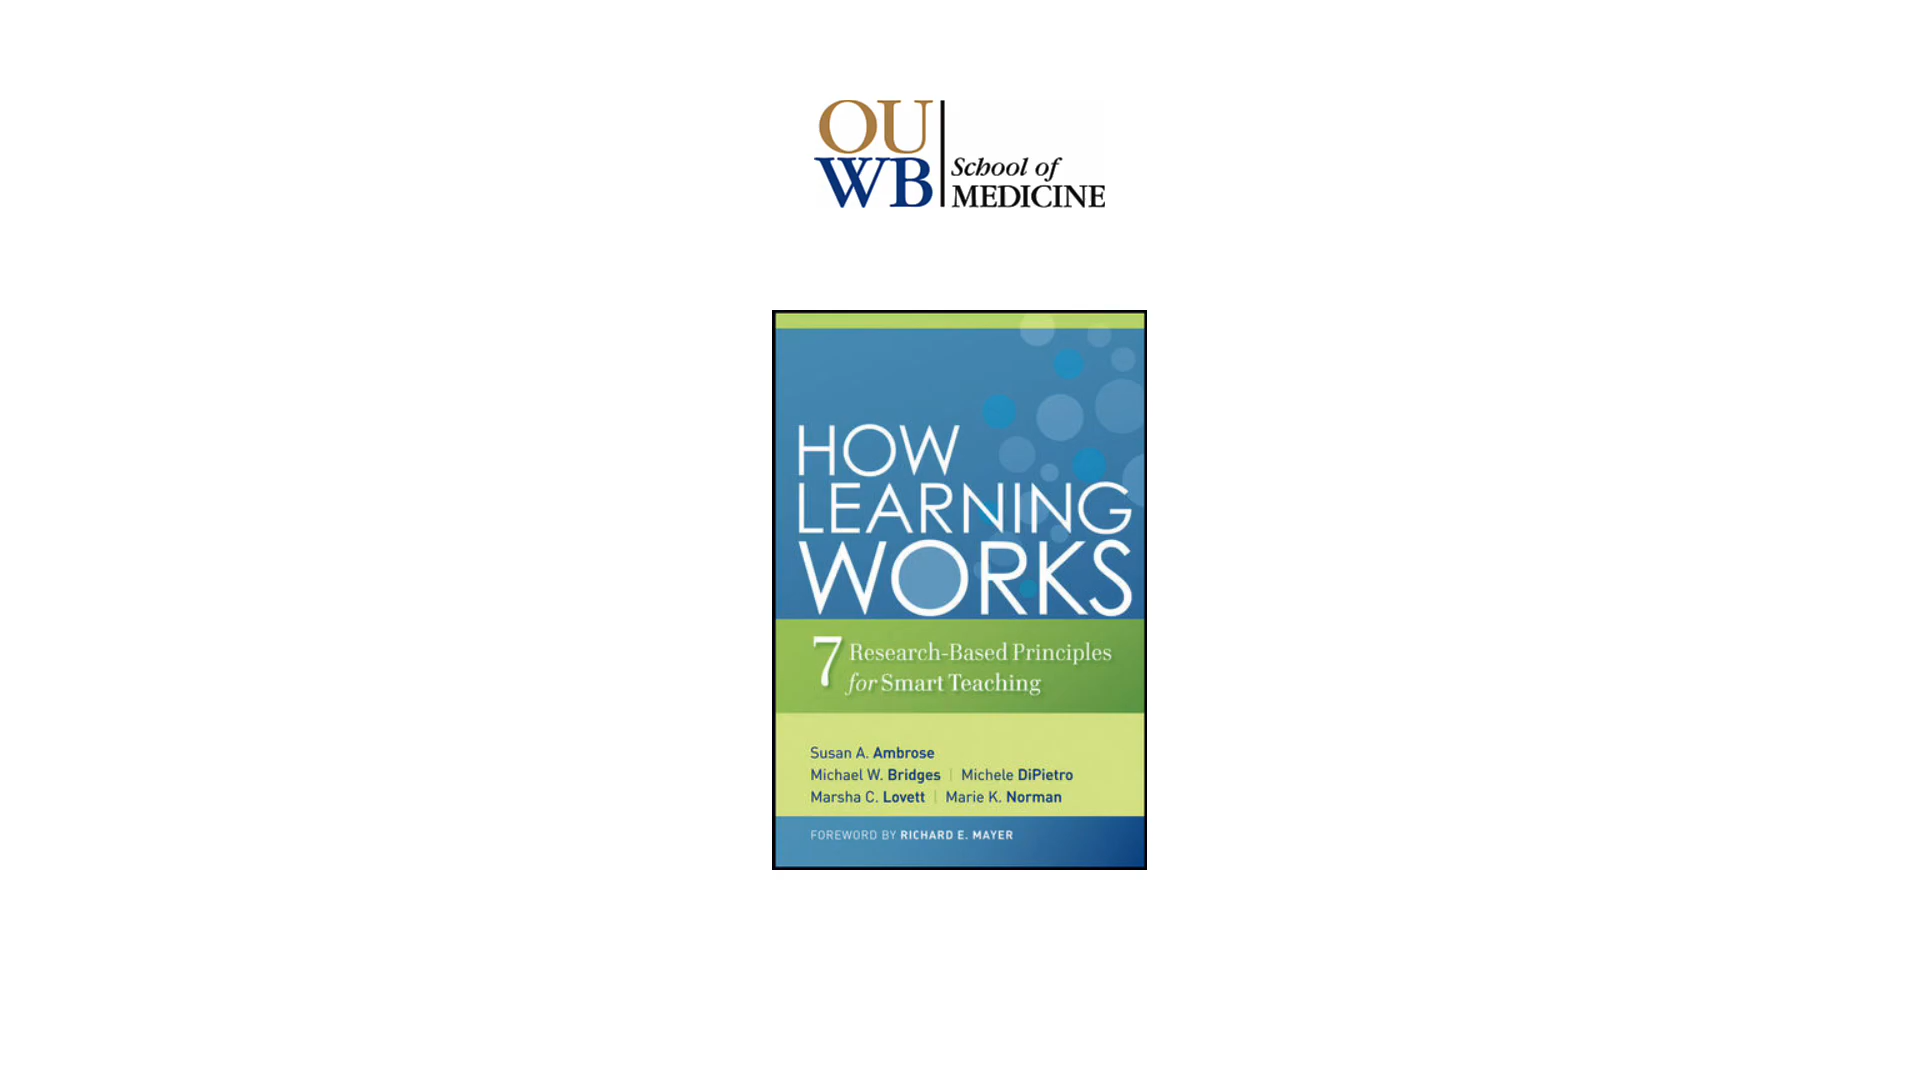 OU
WB
School of
MEDICINE
HOW
LEARNING
WORKS
7 Research-Based Principles
for Smart Teaching
Susan A. Ambrose
Michael W. Bridges | Michele DiPietro
Marsha C. Lovett | Marie K. Norman
FOREWORD BY RICHARD E. MAYER